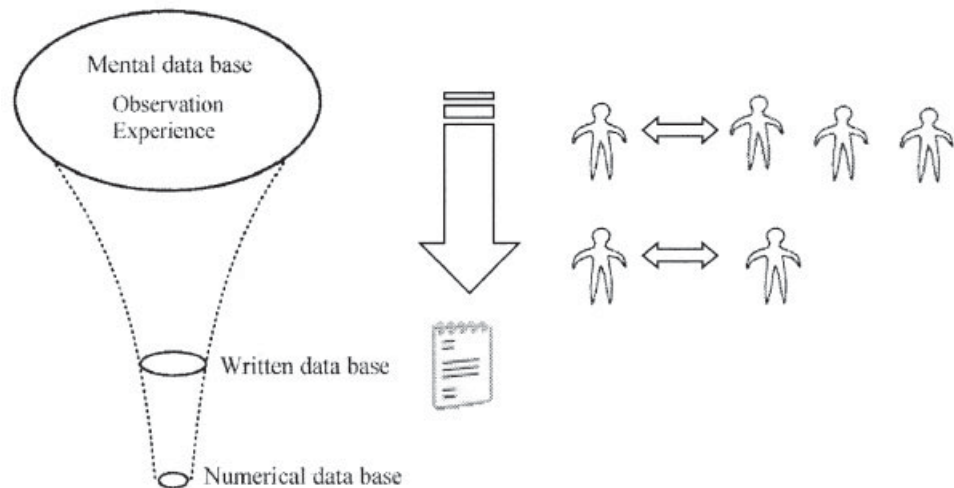 Mental data base
Observation
Experience
Written data base
Numerical data base